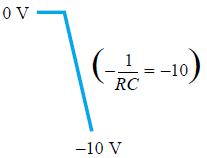 0 V
(-1/RC = -10)
-10 V